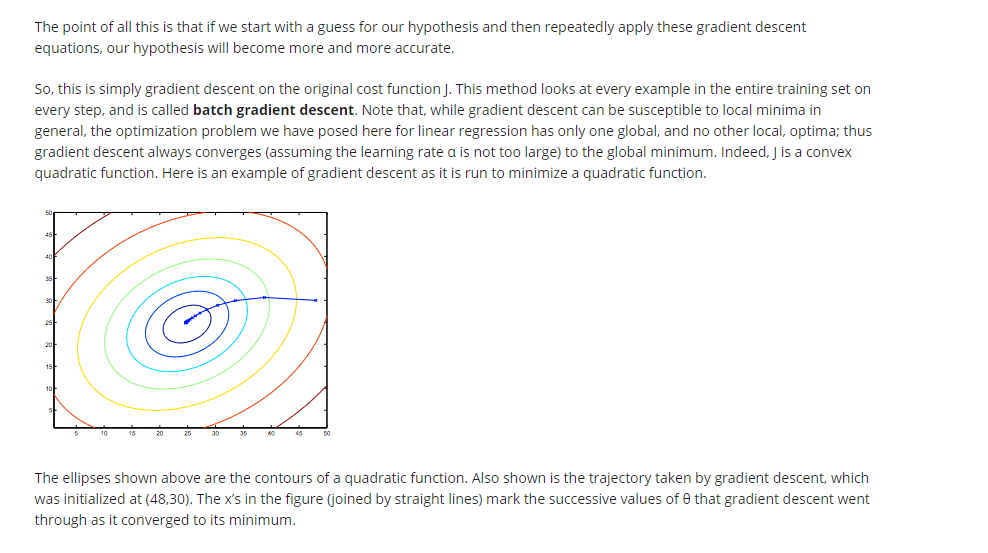 The point of all this is that if we start with a guess for our hypothesis and then repeatedly apply these gradient descent
equations, our hypothesis will become more and more accurate.
So, this is simply gradient descent on the original cost function J. This method looks at every example in the entire training set on
every step, and is called batch gradient descent. Note that, while gradient descent can be susceptible to local minima in
general, the optimization problem we have posed here for linear regression has only one global, and no other local, optima; thus
gradient descent always converges (assuming the learning rate α is not too large) to the global minimum. Indeed, J is a convex
quadratic function. Here is an example of gradient descent as it is run to minimize a quadratic function.
50
45
40
35
30
25
20
15
10
5
5 10 15 20 25 30 35 40 45 50
The ellipses shown above are the contours of a quadratic function. Also shown is the trajectory taken by gradient descent, which
was initialized at (48,30). The x's in the figure (joined by straight lines) mark the successive values of θ that gradient descent went
through as it converged to its minimum.